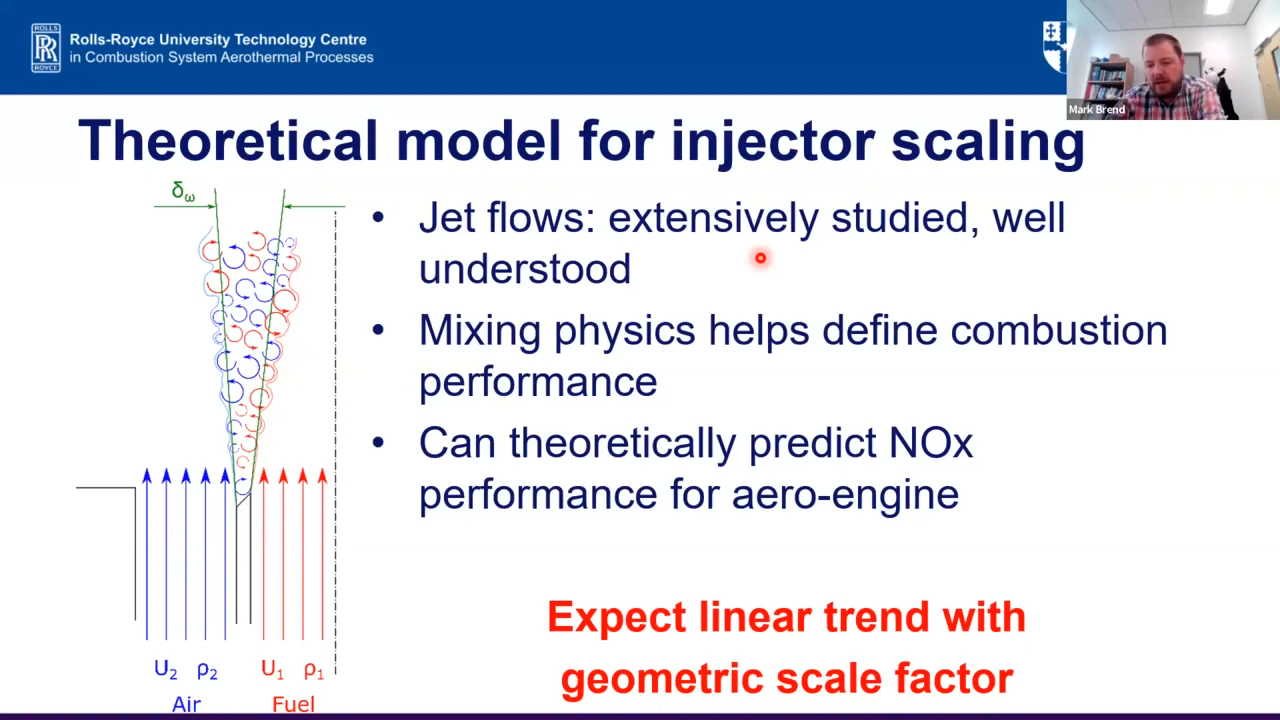 ROLLS
RR
ROYCE
Rolls-Royce University Technology Centre
in Combustion System Aerothermal Processes
Mark Brend
Theoretical model for injector scaling
δω
• Jet flows: extensively studied, well
understood
• Mixing physics helps define combustion
performance
• Can theoretically predict NOx
performance for aero-engine
Expect linear trend with
geometric scale factor
U₂ ρ₂ U₁ ρ₁
Air Fuel